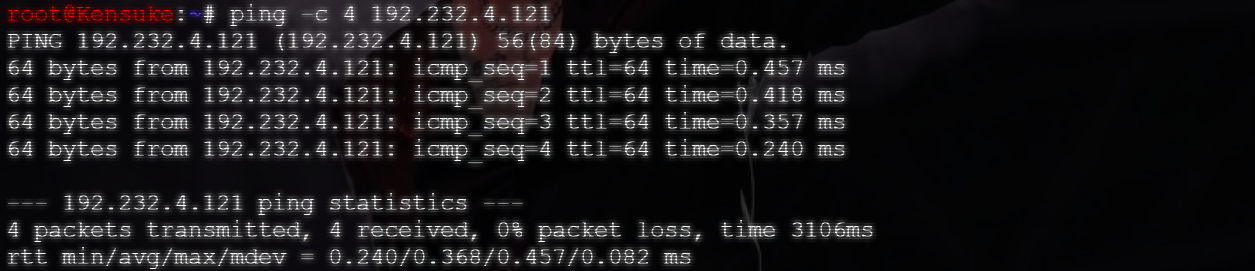 root@Kensuke:~# ping -c 4 192.232.4.121
PING 192.232.4.121 (192.232.4.121) 56(84) bytes of data.
64 bytes from 192.232.4.121: icmp_seq=1 ttl=64 time=0.457 ms
64 bytes from 192.232.4.121: icmp_seq=2 ttl=64 time=0.418 ms
64 bytes from 192.232.4.121: icmp_seq=3 ttl=64 time=0.357 ms
64 bytes from 192.232.4.121: icmp_seq=4 ttl=64 time=0.240 ms
--- 192.232.4.121 ping statistics ---
4 packets transmitted, 4 received, 0% packet loss, time 3106ms
rtt min/avg/max/mdev = 0.240/0.368/0.457/0.082 ms